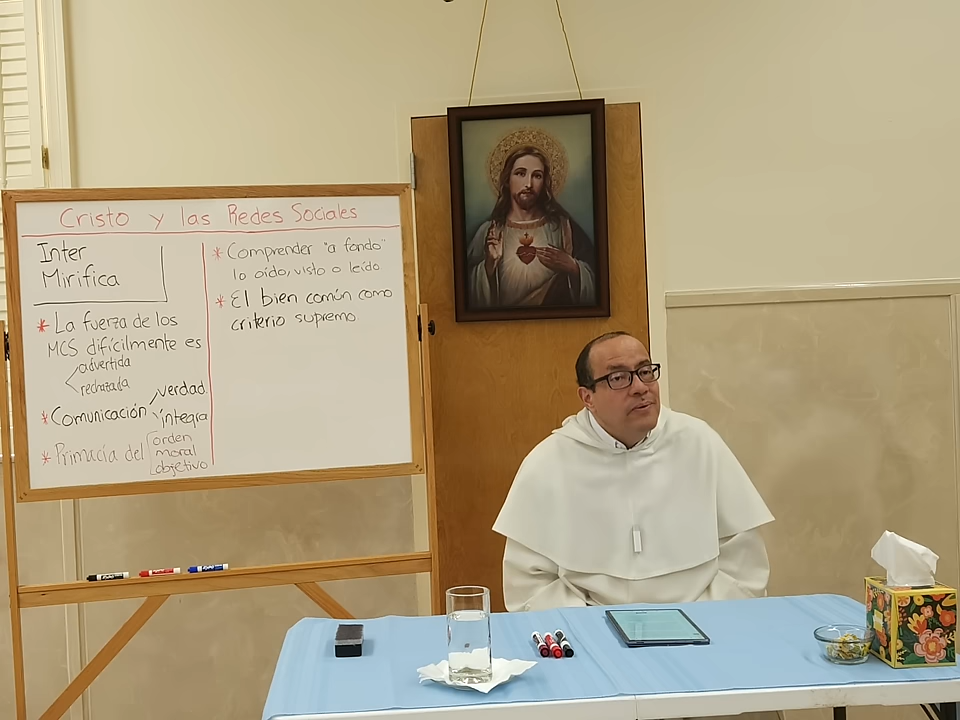 Cristo y las Redes Sociales
Inter
Mirifica
* La fuerza de los
MCS difícilmente es
advertida
rechazada
* Comunicación
verdad.
íntegra
* Primacía del
orden
moral
objetivo
* Comprender "a fondo"
lo oído, visto o leído
* El bien común como
criterio supremo